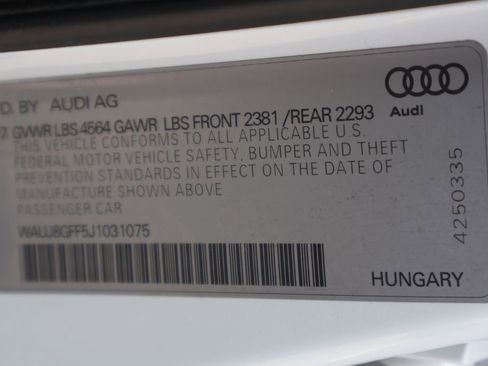 D. BY AUDI AG
7 GVWR LBS 4564 GAWR LBS FRONT 2381 /REAR 2293
THIS VEHICLE CONFORMS TO ALL APPLICABLE U.S.
FEDERAL MOTOR VEHICLE SAFETY, BUMPER AND THEFT
PREVENTION STANDARDS IN EFFECT ON THE DATE OF
MANUFACTURE SHOWN ABOVE
PASSENGER CAR
WAUJ8GFF5J1031075
Audi
4250335
HUNGARY